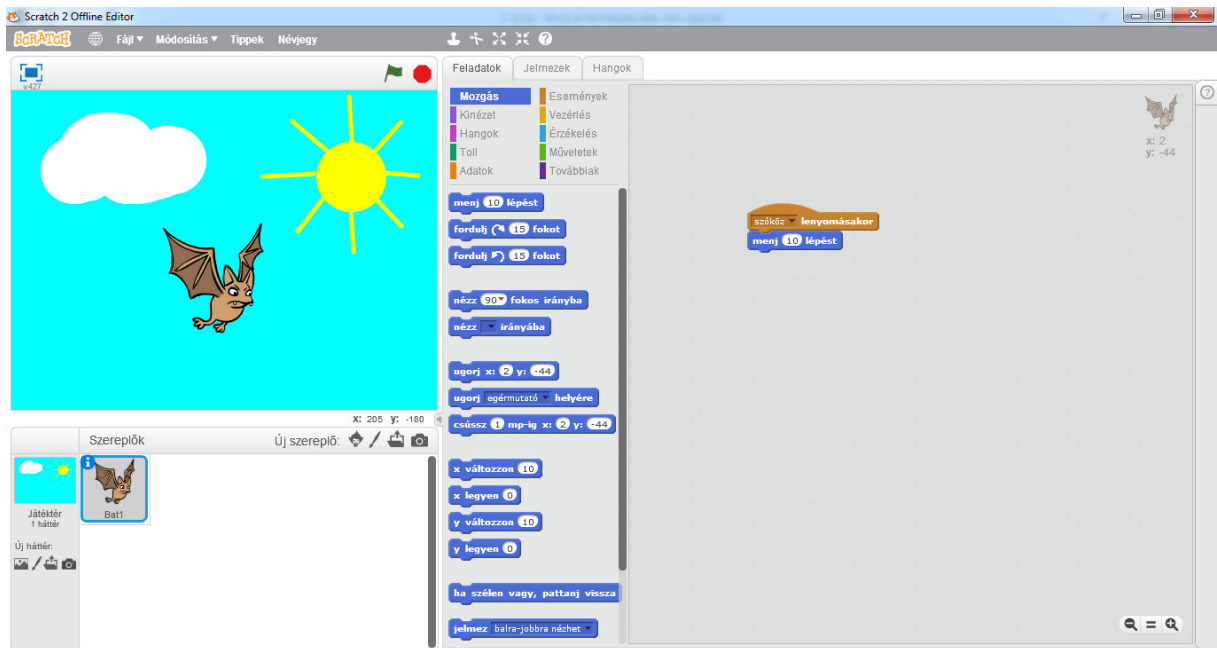 Scratch 2 Offline Editor
SCRATCH Fájl Módosítás Tippek Névjegy
v427
Feladatok Jelmezek Hangok
Mozgás Események
Kinézet Vezérlés
Hangok Érzékelés
Toll Műveletek
Adatok Továbbiak
menj 10 lépést
fordulj 15 fokot
fordulj 15 fokot
nézz 90 fokos irányba
nézz irányába
ugorj x: 2 y: -44
ugorj egérmutató helyére
csússz 1 mp-ig x: 2 y: -44
x változzon 10
x legyen 0
y változzon 10
y legyen 0
ha szélen vagy, pattanj vissza
jelmez balra-jobbra nézhet
szóköz lenyomásakor
menj 10 lépést
x: 2
y: -44
X: 205 y: -180
Szereplők Új szereplő:
Játéktér
1 háttér
Bat1
Új háttér: